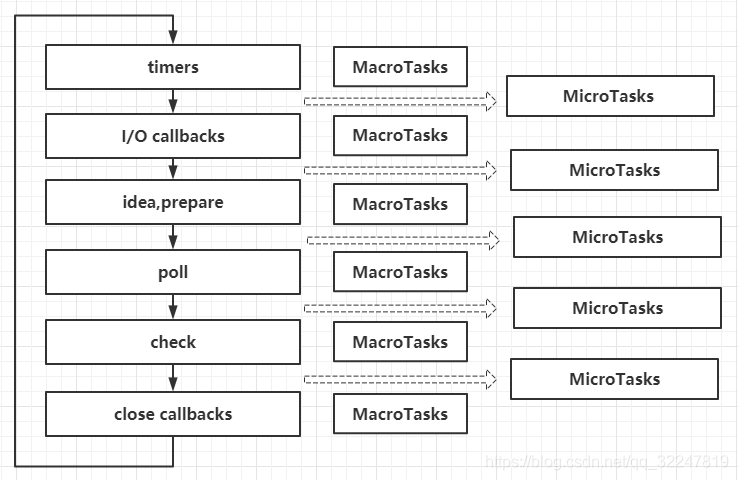 timers
MacroTasks
MicroTasks
I/O callbacks
MacroTasks
MicroTasks
idea,prepare
MacroTasks
MicroTasks
poll
MacroTasks
MicroTasks
check
MacroTasks
MicroTasks
close callbacks
MacroTasks
https://blog.csdn.net/qq_32247819